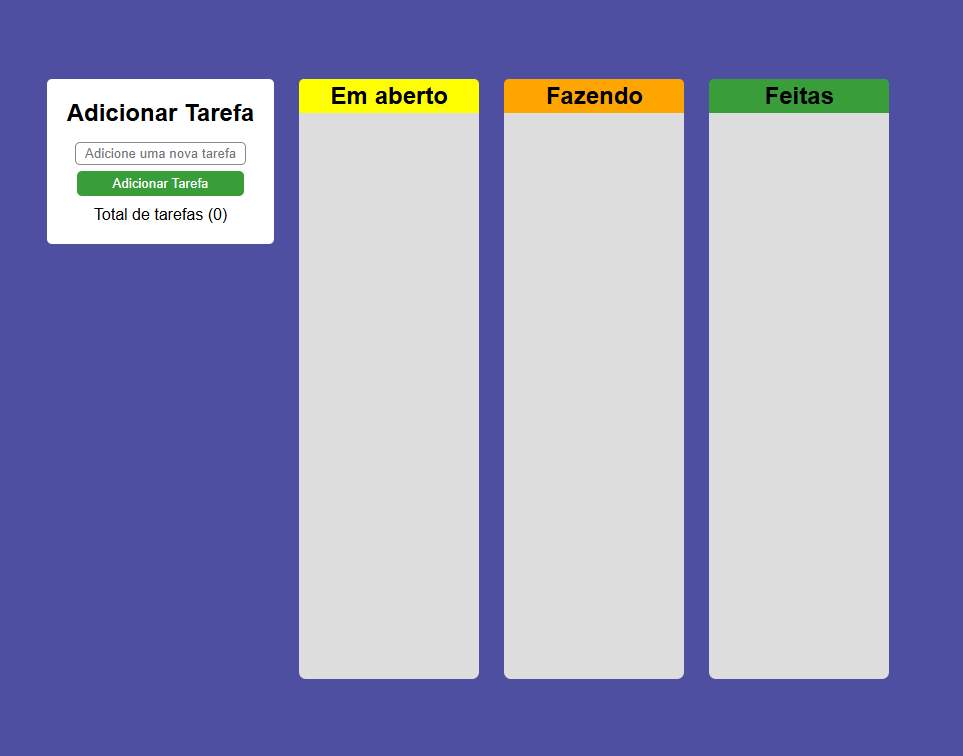 Adicionar Tarefa
Adicione uma nova tarefa
Adicionar Tarefa
Total de tarefas (0)
Em aberto
Fazendo
Feitas